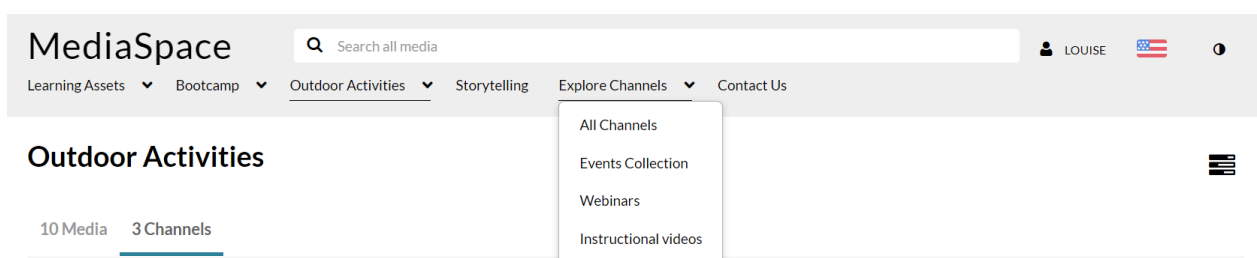 MediaSpace
Search all media
LOUISE
Learning Assets Bootcamp Outdoor Activities Storytelling Explore Channels Contact Us
All Channels
Events Collection
Webinars
Instructional videos
Outdoor Activities
10 Media 3 Channels